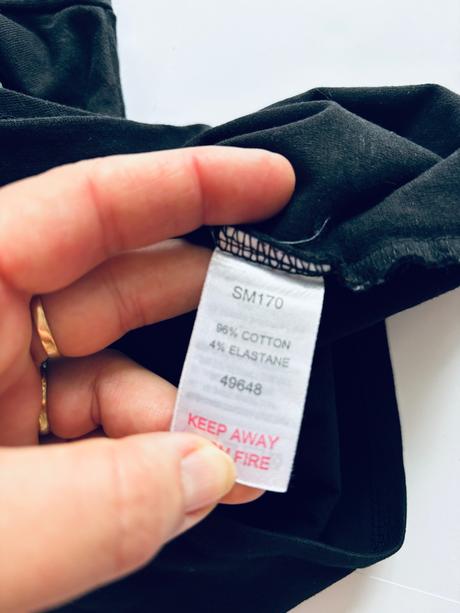 SM170
96% COTTON
4% ELASTANE
49648
KEEP AWAY
FIRE